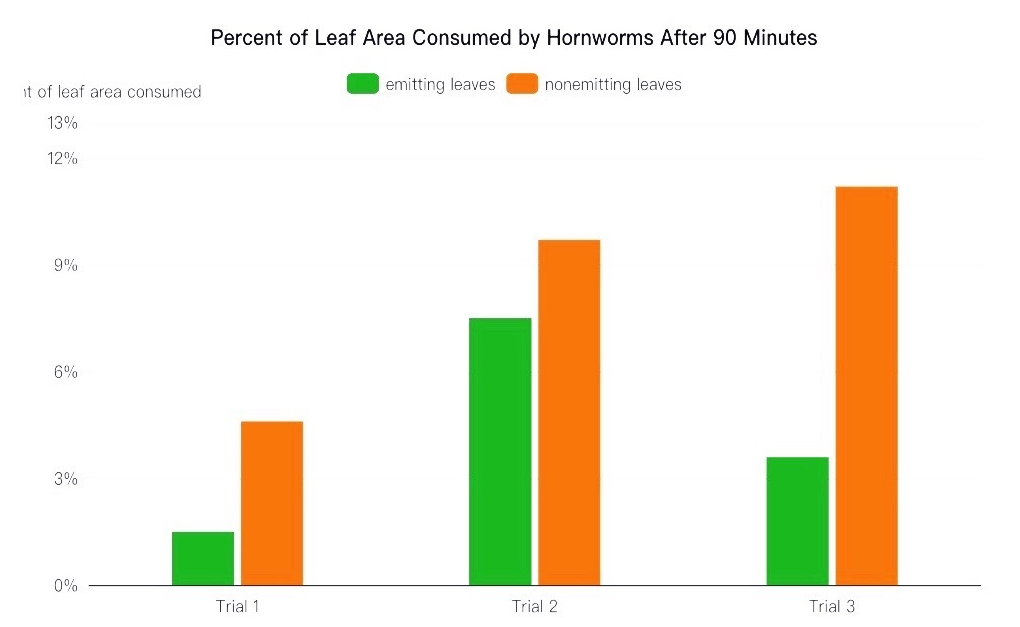 Percent of Leaf Area Consumed by Hornworms After 90 Minutes
emitting leaves nonemitting leaves
of leaf area consumed
13%
12%
9%
6%
3%
0%
Trial 1 Trial 2 Trial 3